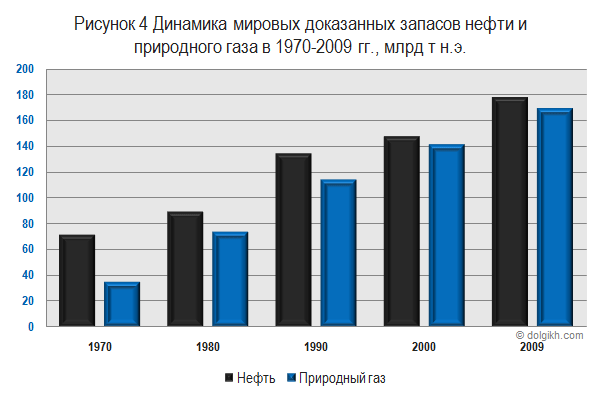 Рисунок 4 Динамика мировых доказанных запасов нефти и
природного газа в 1970-2009 гг., млрд т н.э.
200
180
160
140
120
100
80
60
40
20
0
© dolgikh.com
1970 1980 1990 2000 2009
Нефть Природный газ